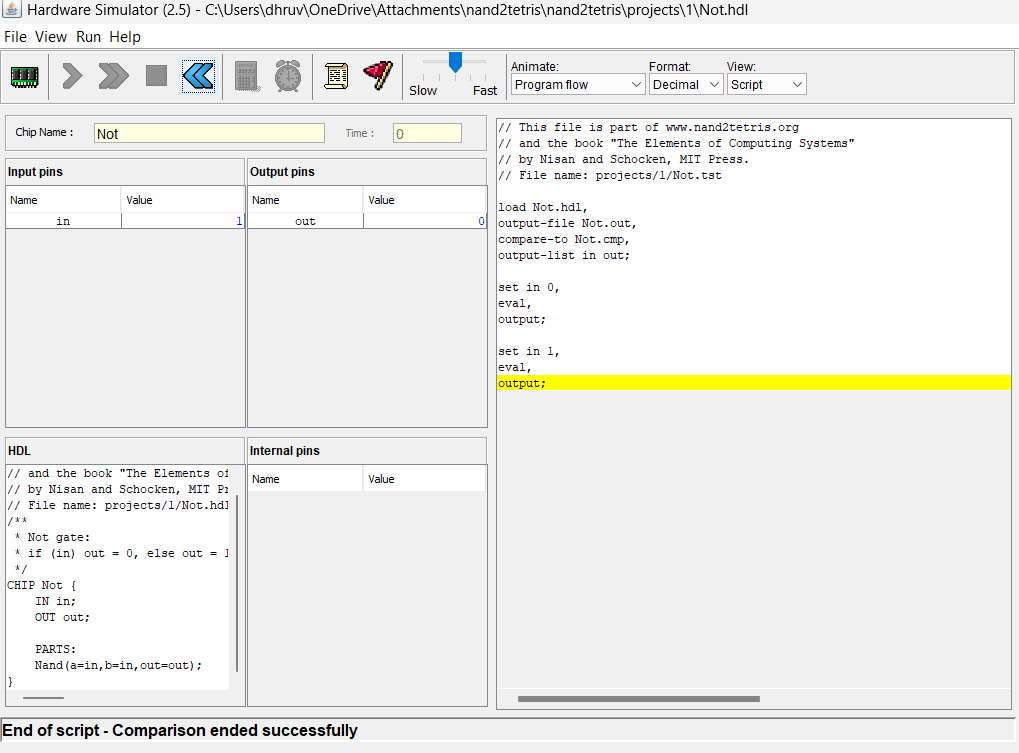 Hardware Simulator (2.5) - C:\Users\dhruv\OneDrive\Attachments\nand2tetris\nand2tetris\projects\1\Not.hdl
File View Run Help
Slow Fast
Animate: Format: View:
Program flow Decimal Script
Chip Name : Not Time : 0
Input pins
Name Value
in 1
Output pins
Name Value
out 0
HDL
// and the book "The Elements of
// by Nisan and Schocken, MIT Pr
// File name: projects/1/Not.hdl
/**
* Not gate:
* if (in) out = 0, else out = 1
*/
CHIP Not {
IN in;
OUT out;
PARTS:
Nand(a=in,b=in,out=out);
}
Internal pins
Name Value
// This file is part of www.nand2tetris.org
// and the book "The Elements of Computing Systems"
// by Nisan and Schocken, MIT Press.
// File name: projects/1/Not.tst
load Not.hdl,
output-file Not.out,
compare-to Not.cmp,
output-list in out;
set in 0,
eval,
output;
set in 1,
eval,
output;
End of script - Comparison ended successfully